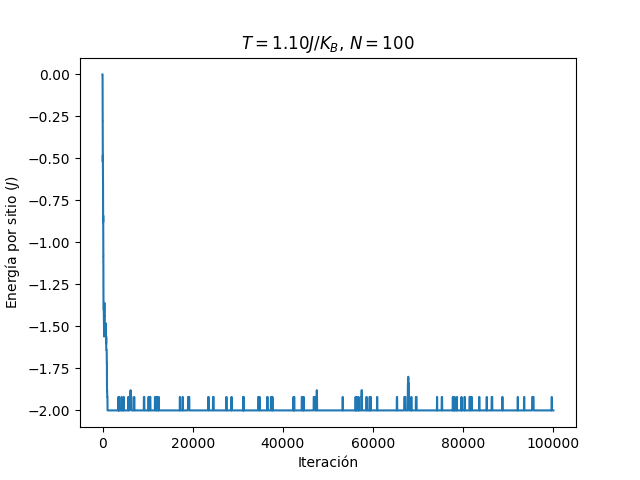 T = 1.10J/K_B, N = 100
0.00
−0.25
−0.50
−0.75
−1.00
−1.25
−1.50
−1.75
−2.00
Energía por sitio (J)
0 20000 40000 60000 80000 100000
Iteración